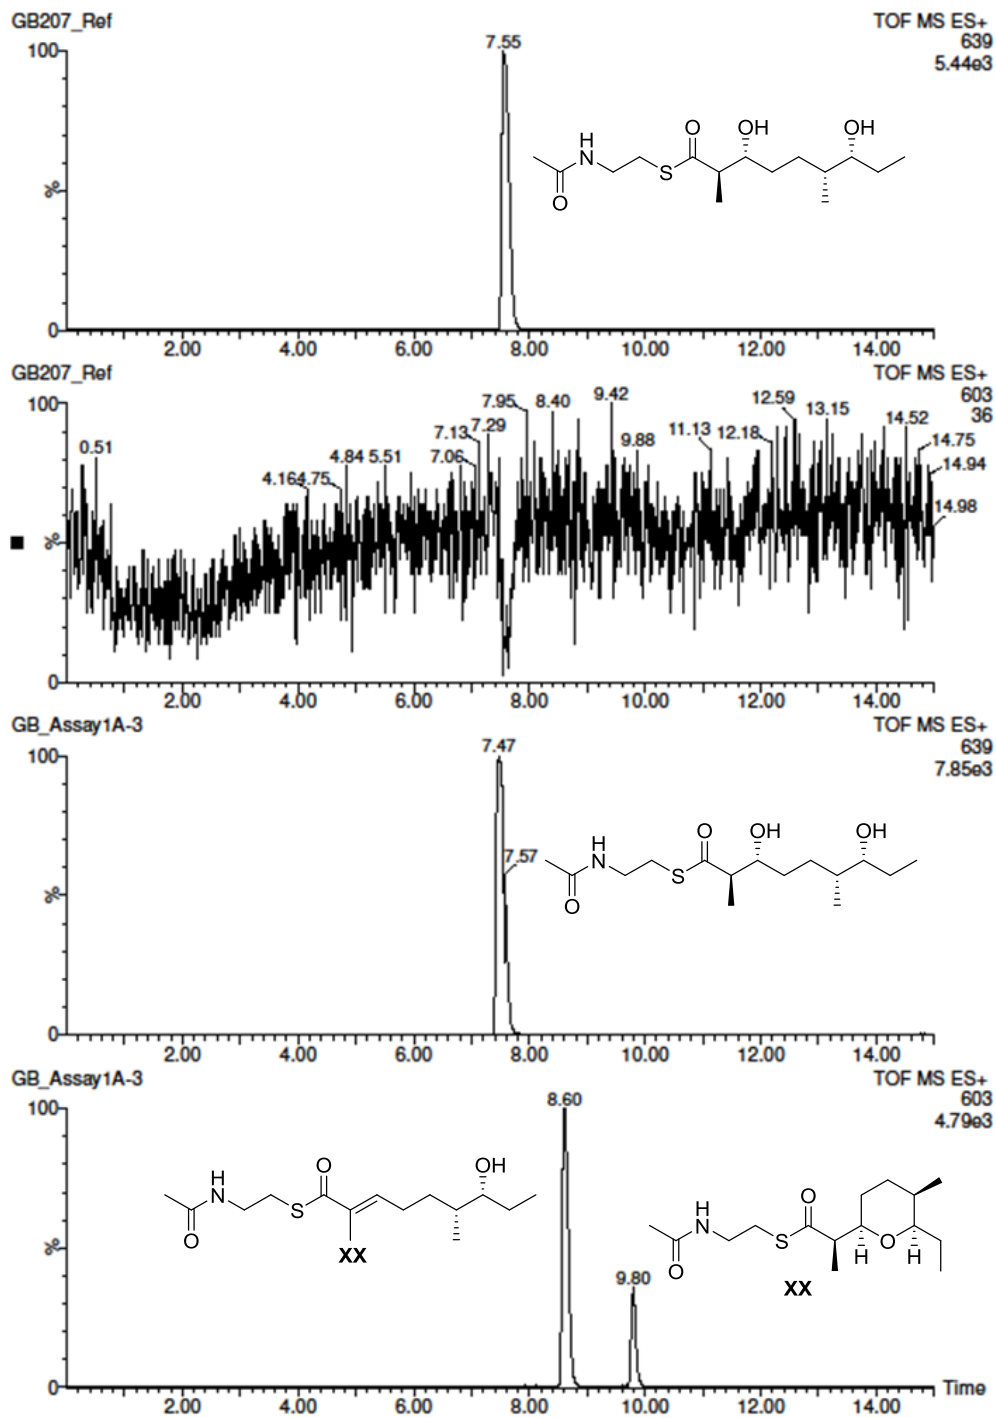 GB207_Ref
TOF MS ES+
639
5.44e3
100
7.55
%
0
H
N
O
S
O
OH
OH
2.00 4.00 6.00 8.00 10.00 12.00 14.00
GB207_Ref
TOF MS ES+
603
36
100
0.51
4.16 4.75
4.84 5.51
7.06
7.13
7.29
7.95
8.40
9.42
9.88
11.13
12.18
12.59
13.15
14.52
14.75
14.94
14.98
%
0
2.00 4.00 6.00 8.00 10.00 12.00 14.00
GB_Assay1A-3
TOF MS ES+
639
7.85e3
100
7.47
7.57
%
0
H
N
O
S
O
OH
OH
2.00 4.00 6.00 8.00 10.00 12.00 14.00
GB_Assay1A-3
TOF MS ES+
603
4.79e3
100
8.60
9.80
%
0
H
N
O
S
O
OH
XX
H
N
O
S
O
H
O
H
XX
Time
2.00 4.00 6.00 8.00 10.00 12.00 14.00